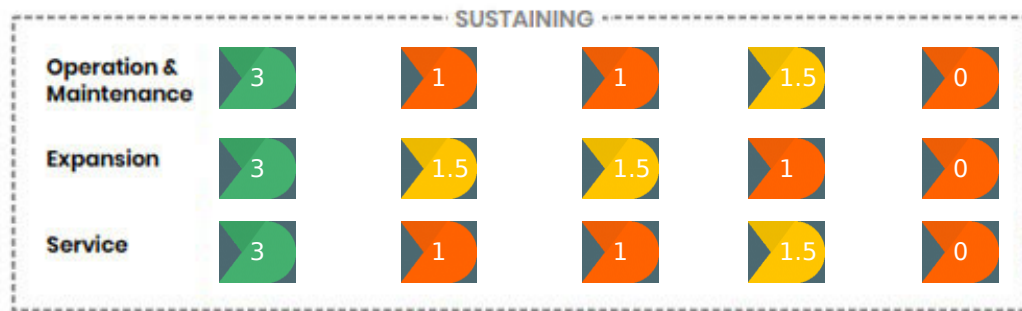 SUSTAINING
Operation &
Maintenance
3 1 1 1.5 0
Expansion
3 1.5 1.5 1 0
Service
3 1 1 1.5 0